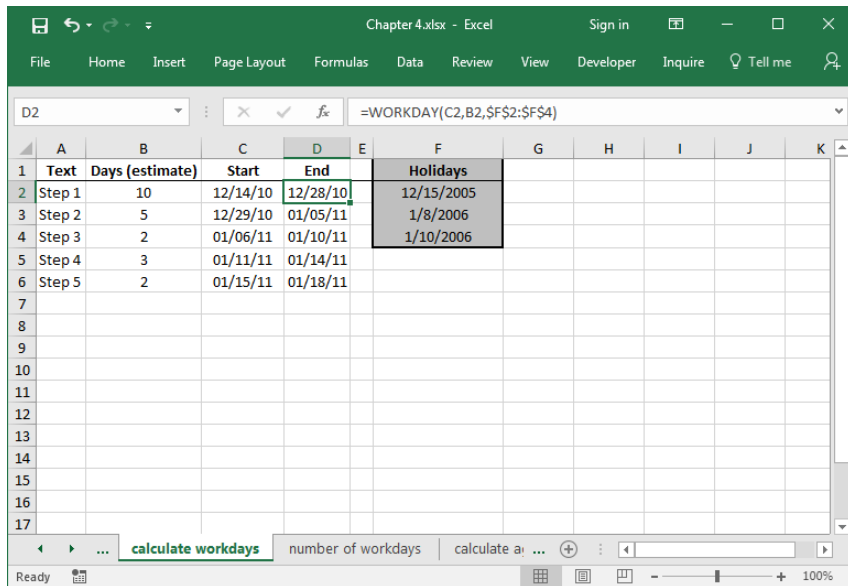 Chapter 4.xlsx - Excel Sign in
File Home Insert Page Layout Formulas Data Review View Developer Inquire Tell me
D2 fx =WORKDAY(C2,B2,$F$2:$F$4)
A B C D E F G H I J K
1 Text Days (estimate) Start End Holidays
2 Step 1 10 12/14/10 12/28/10 12/15/2005
3 Step 2 5 12/29/10 01/05/11 1/8/2006
4 Step 3 2 01/06/11 01/10/11 1/10/2006
5 Step 4 3 01/11/11 01/14/11
6 Step 5 2 01/15/11 01/18/11
7
8
9
10
11
12
13
14
15
16
17
... calculate workdays number of workdays calculate a ...
Ready 100%